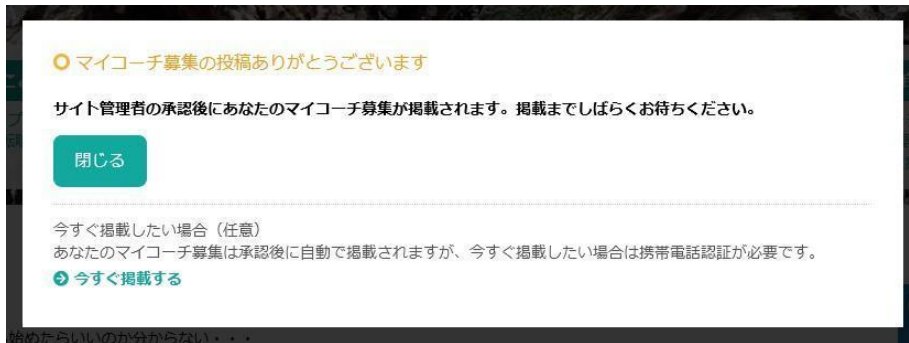 マイコーチ募集の投稿ありがとうございます
サイト管理者の承認後にあなたのマイコーチ募集が掲載されます。掲載までしばらくお待ちください。
閉じる
今すぐ掲載したい場合（任意）
あなたのマイコーチ募集は承認後に自動で掲載されますが、今すぐ掲載したい場合は携帯電話認証が必要です。
今すぐ掲載する
始めたらいいのか分からない・・・